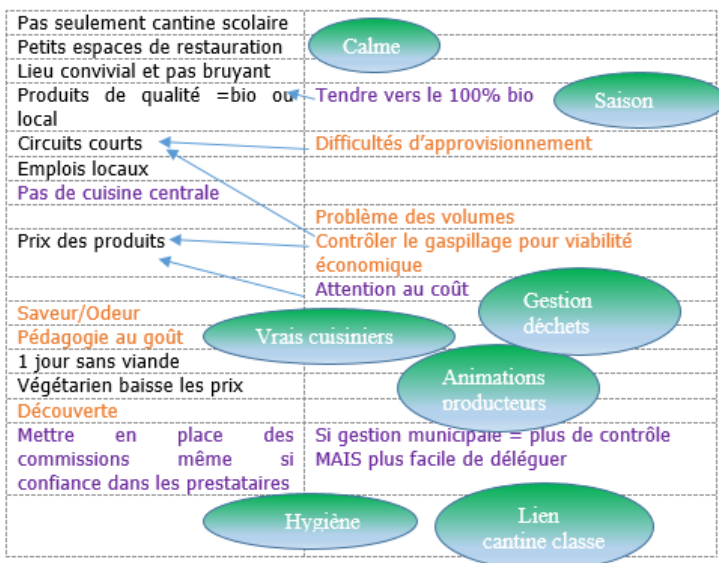 Pas seulement cantine scolaire
Petits espaces de restauration
Calme
Lieu convivial et pas bruyant
Produits de qualité =bio ou
local
Tendre vers le 100% bio
Saison
Circuits courts
Difficultés d’approvisionnement
Emplois locaux
Pas de cuisine centrale
Problème des volumes
Prix des produits
Contrôler le gaspillage pour viabilité
économique
Attention au coût
Gestion
déchets
Saveur/Odeur
Pédagogie au goût
Vrais cuisiniers
1 jour sans viande
Végétarien baisse les prix
Animations
producteurs
Découverte
Mettre en place des
commissions même si
confiance dans les prestataires
Si gestion municipale = plus de contrôle
MAIS plus facile de déléguer
Hygiène
Lien
cantine classe